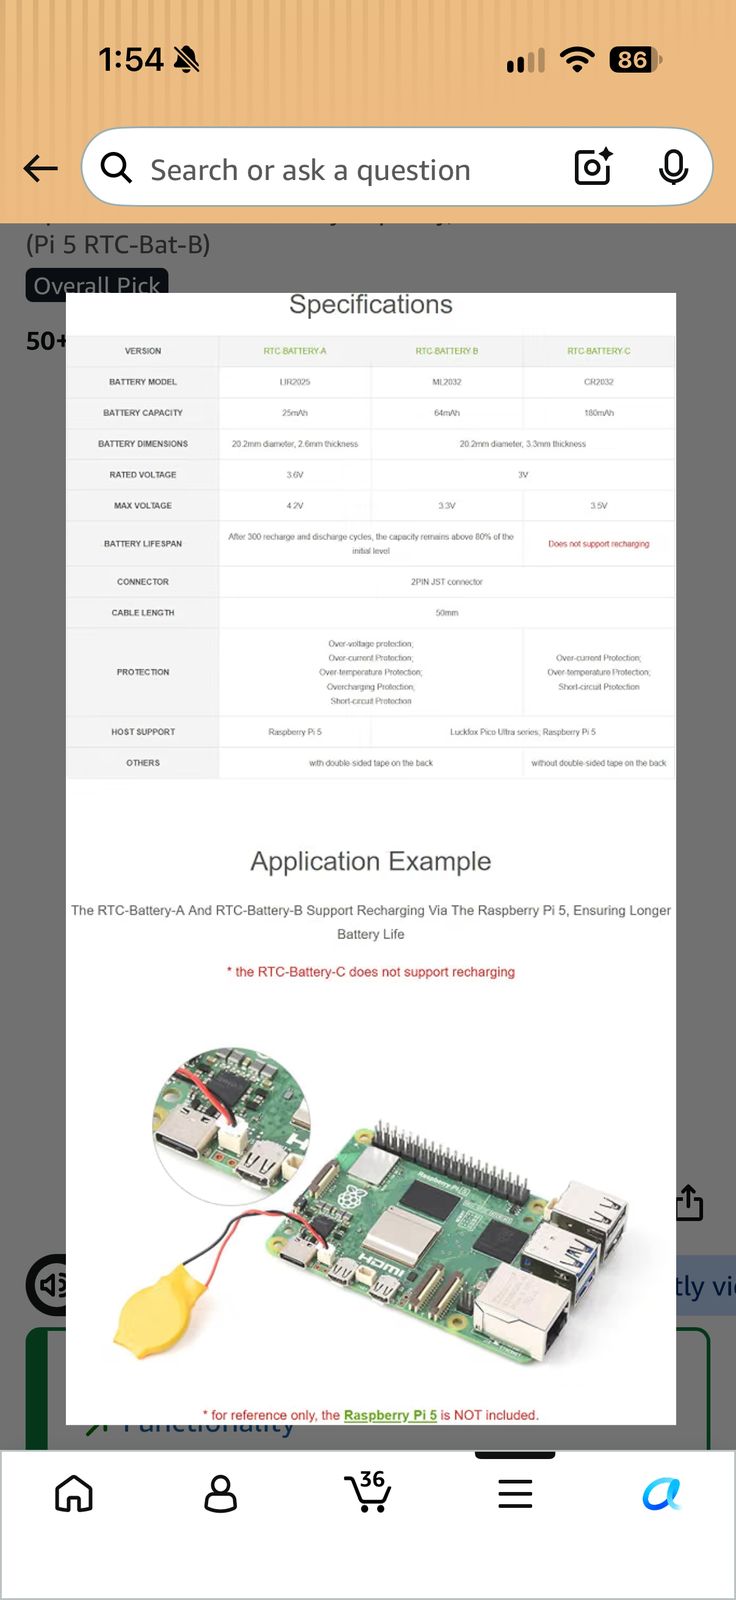 1:54
86
Search or ask a question
(Pi 5 RTC-Bat-B)
Overall Pick
50+
Specifications
VERSION RTC-BATTERY-A RTC-BATTERY-B RTC-BATTERY-C
BATTERY MODEL LIR2025 ML2032 CR2032
BATTERY CAPACITY 25mAh 64mAh 180mAh
BATTERY DIMENSIONS 20.2mm diameter, 2.6mm thickness 20.2mm diameter, 3.3mm thickness
RATED VOLTAGE 3.6V 3V
MAX VOLTAGE 4.2V 3.3V 3.5V
BATTERY LIFESPAN After 300 recharge and discharge cycles, the capacity remains above 80% of the
initial level Does not support recharging
CONNECTOR 2PIN JST connector
CABLE LENGTH 50mm
PROTECTION
Over-voltage protection;
Over-current Protection;
Over-temperature Protection;
Overcharging Protection,
Short-circuit Protection
Over-current Protection;
Over-temperature Protection;
Short-circuit Protection
HOST SUPPORT Raspberry Pi 5 Luckfox Pico Ultra series, Raspberry Pi 5
OTHERS with double-sided tape on the back without double-sided tape on the back
Application Example
The RTC-Battery-A And RTC-Battery-B Support Recharging Via The Raspberry Pi 5, Ensuring Longer
Battery Life
* the RTC-Battery-C does not support recharging
Raspberry Pi 5
HDMI
* for reference only, the Raspberry Pi 5 is NOT included.
tly vi
Functionality
36